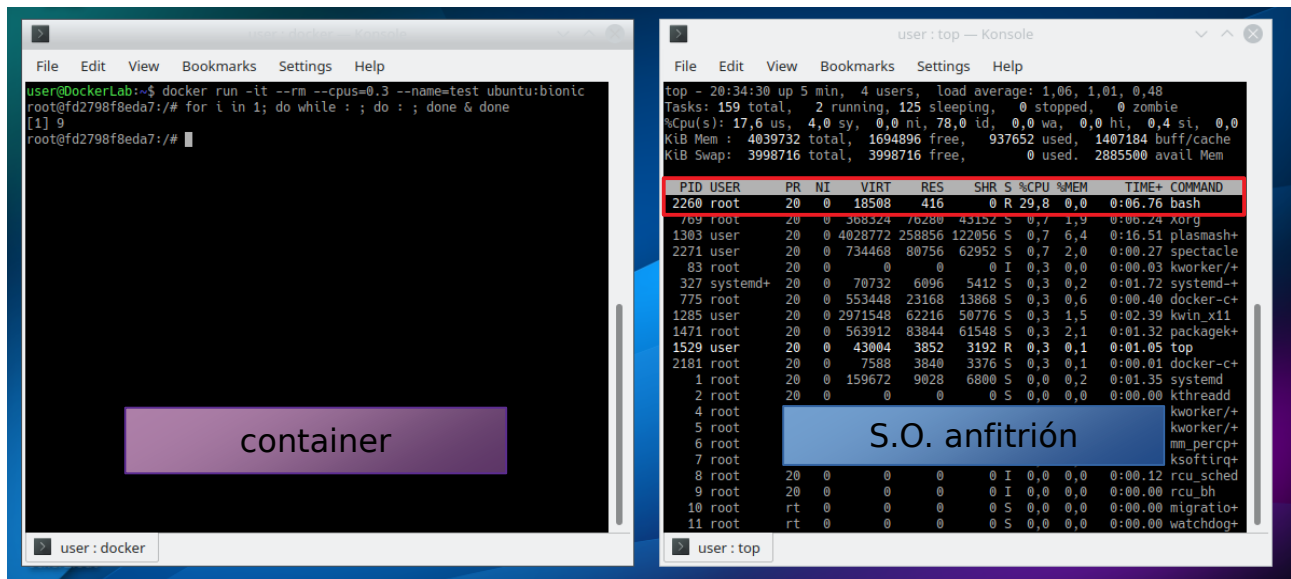 File Edit View Bookmarks Settings Help
user@DockerLab:~$ docker run -it --rm --cpus=0.3 --name=test ubuntu:bionic
root@fd2798f8eda7:/# for i in 1; do while : ; do : ; done & done
[1] 9
root@fd2798f8eda7:/#
container
user : docker
user : top — Konsole
File Edit View Bookmarks Settings Help
top - 20:34:30 up 5 min, 4 users, load average: 1,06, 1,01, 0,48
Tasks: 159 total, 2 running, 125 sleeping, 0 stopped, 0 zombie
%Cpu(s): 17,6 us, 4,0 sy, 0,0 ni, 78,0 id, 0,0 wa, 0,0 hi, 0,4 si, 0,0
KiB Mem : 4039732 total, 1694896 free, 937652 used, 1407184 buff/cache
KiB Swap: 3998716 total, 3998716 free, 0 used. 2885500 avail Mem
PID USER PR NI VIRT RES SHR S %CPU %MEM TIME+ COMMAND
2260 root 20 0 18508 416 0 R 29,8 0,0 0:06.76 bash
769 root 20 0 368324 76280 43152 S 0,7 1,9 0:06.24 Xorg
1303 user 20 0 4028772 258856 122056 S 0,7 6,4 0:16.51 plasmash+
2271 user 20 0 734468 80756 62952 S 0,7 2,0 0:00.27 spectacle
83 root 20 0 0 0 0 I 0,3 0,0 0:00.03 kworker/+
327 systemd+ 20 0 70732 6096 5412 S 0,3 0,2 0:01.72 systemd-+
775 root 20 0 553448 23168 13868 S 0,3 0,6 0:00.40 docker-c+
1285 user 20 0 2971548 62216 50776 S 0,3 1,5 0:02.39 kwin_x11
1471 root 20 0 563912 83844 61548 S 0,3 2,1 0:01.32 packagek+
1529 user 20 0 43004 3852 3192 R 0,3 0,1 0:01.05 top
2181 root 20 0 7588 3840 3376 S 0,3 0,1 0:00.01 docker-c+
1 root 20 0 159672 9028 6800 S 0,0 0,2 0:01.35 systemd
2 root 20 0 0 0 0 S 0,0 0,0 0:00.00 kthreadd
4 root kworker/+
5 root kworker/+
6 root mm_percp+
7 root ksoftirq+
S.O. anfitrión
8 root 20 0 0 0 0 I 0,0 0,0 0:00.12 rcu_sched
9 root 20 0 0 0 0 I 0,0 0,0 0:00.00 rcu_bh
10 root rt 0 0 0 0 S 0,0 0,0 0:00.00 migratio+
11 root rt 0 0 0 0 S 0,0 0,0 0:00.00 watchdog+
user : top